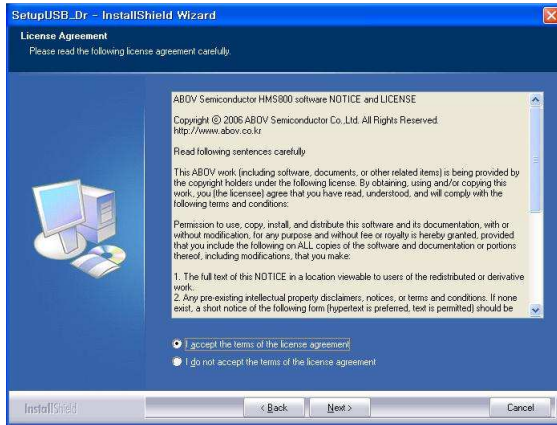 SetupUSB_Dr - InstallShield Wizard
License Agreement
Please read the following license agreement carefully.
ABOV Semiconductor HMS800 software NOTICE and LICENSE
Copyright © 2006 ABOV Semiconductor Co.,Ltd. All Rights Reserved.
http://www.abov.co.kr
Read following sentences carefully
This ABOV work (including software, documents, or other related items) is being provided by
the copyright holders under the following license. By obtaining, using and/or copying this
work, you (the licensee) agree that you have read, understood, and will comply with the
following terms and conditions:
Permission to use, copy, install, and distribute this software and its documentation, with or
without modification, for any purpose and without fee or royalty is hereby granted, provided
that you include the following on ALL copies of the software and documentation or portions
thereof, including modifications, that you make:
1. The full text of this NOTICE in a location viewable to users of the redistributed or derivative
work.
2. Any pre-existing intellectual property disclaimers, notices, or terms and conditions. If none
exist, a short notice of the following form (hypertext is preferred, text is permitted) should be
I accept the terms of the license agreement
I do not accept the terms of the license agreement
InstallShield
< Back
Next >
Cancel